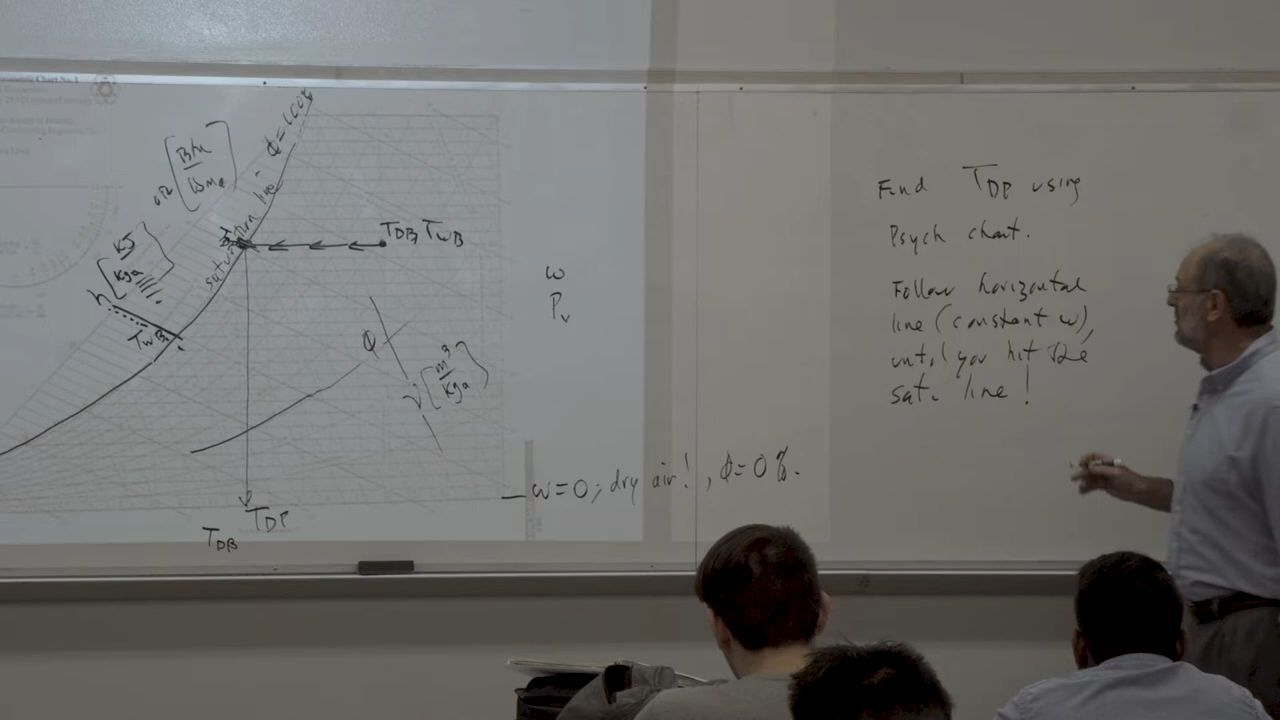 ϕ=100%
or [Btu/lbma]
h [kJ/kga]
saturation line
TWB
TDB, TWB
ω
Pv
ϕ
v [m³/kga]
ω=0; dry air!, ϕ=0%.
TDP
TDB
Find TDP using
Psych chart.
Follow horizontal
line (constant ω),
until you hit the
sat. line!